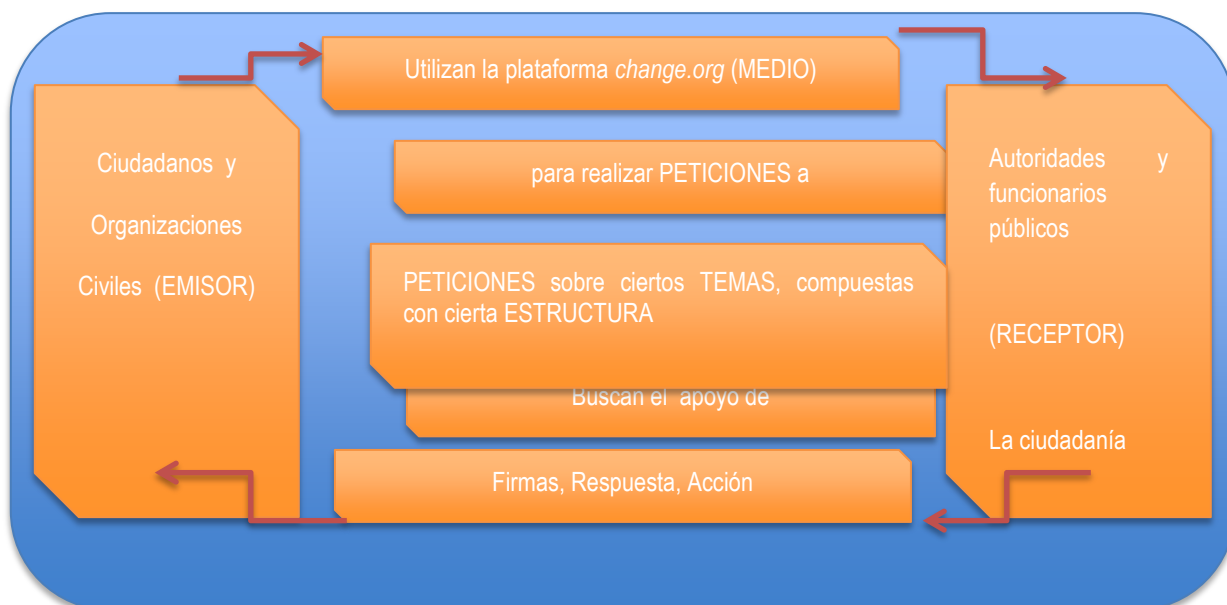 Utilizan la plataforma change.org (MEDIO)
Ciudadanos y
Organizaciones
Civiles (EMISOR)
para realizar PETICIONES a
PETICIONES sobre ciertos TEMAS, compuestas
con cierta ESTRUCTURA
Buscan el apoyo de
Firmas, Respuesta, Acción
Autoridades y
funcionarios
públicos
(RECEPTOR)
La ciudadanía